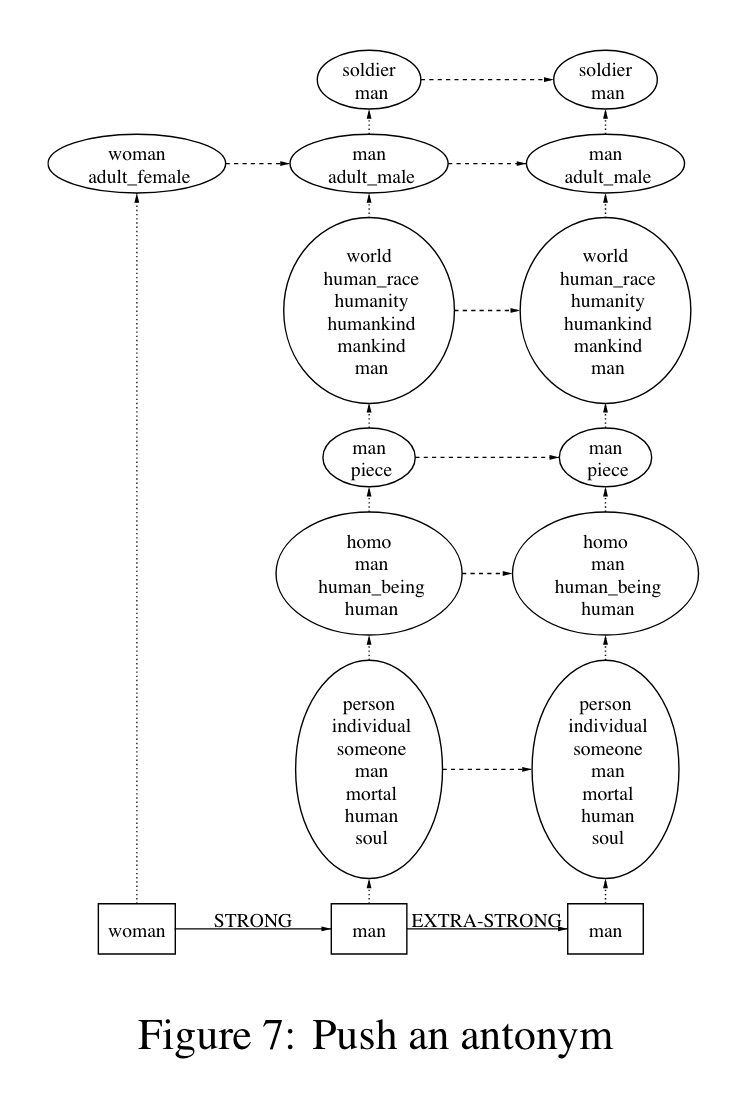 soldier
man
soldier
man
woman
adult_female
man
adult_male
man
adult_male
world
human_race
humanity
humankind
mankind
man
world
human_race
humanity
humankind
mankind
man
man
piece
man
piece
homo
man
human_being
human
homo
man
human_being
human
person
individual
someone
man
mortal
human
soul
person
individual
someone
man
mortal
human
soul
woman
STRONG
man
EXTRA-STRONG
man
Figure 7: Push an antonym